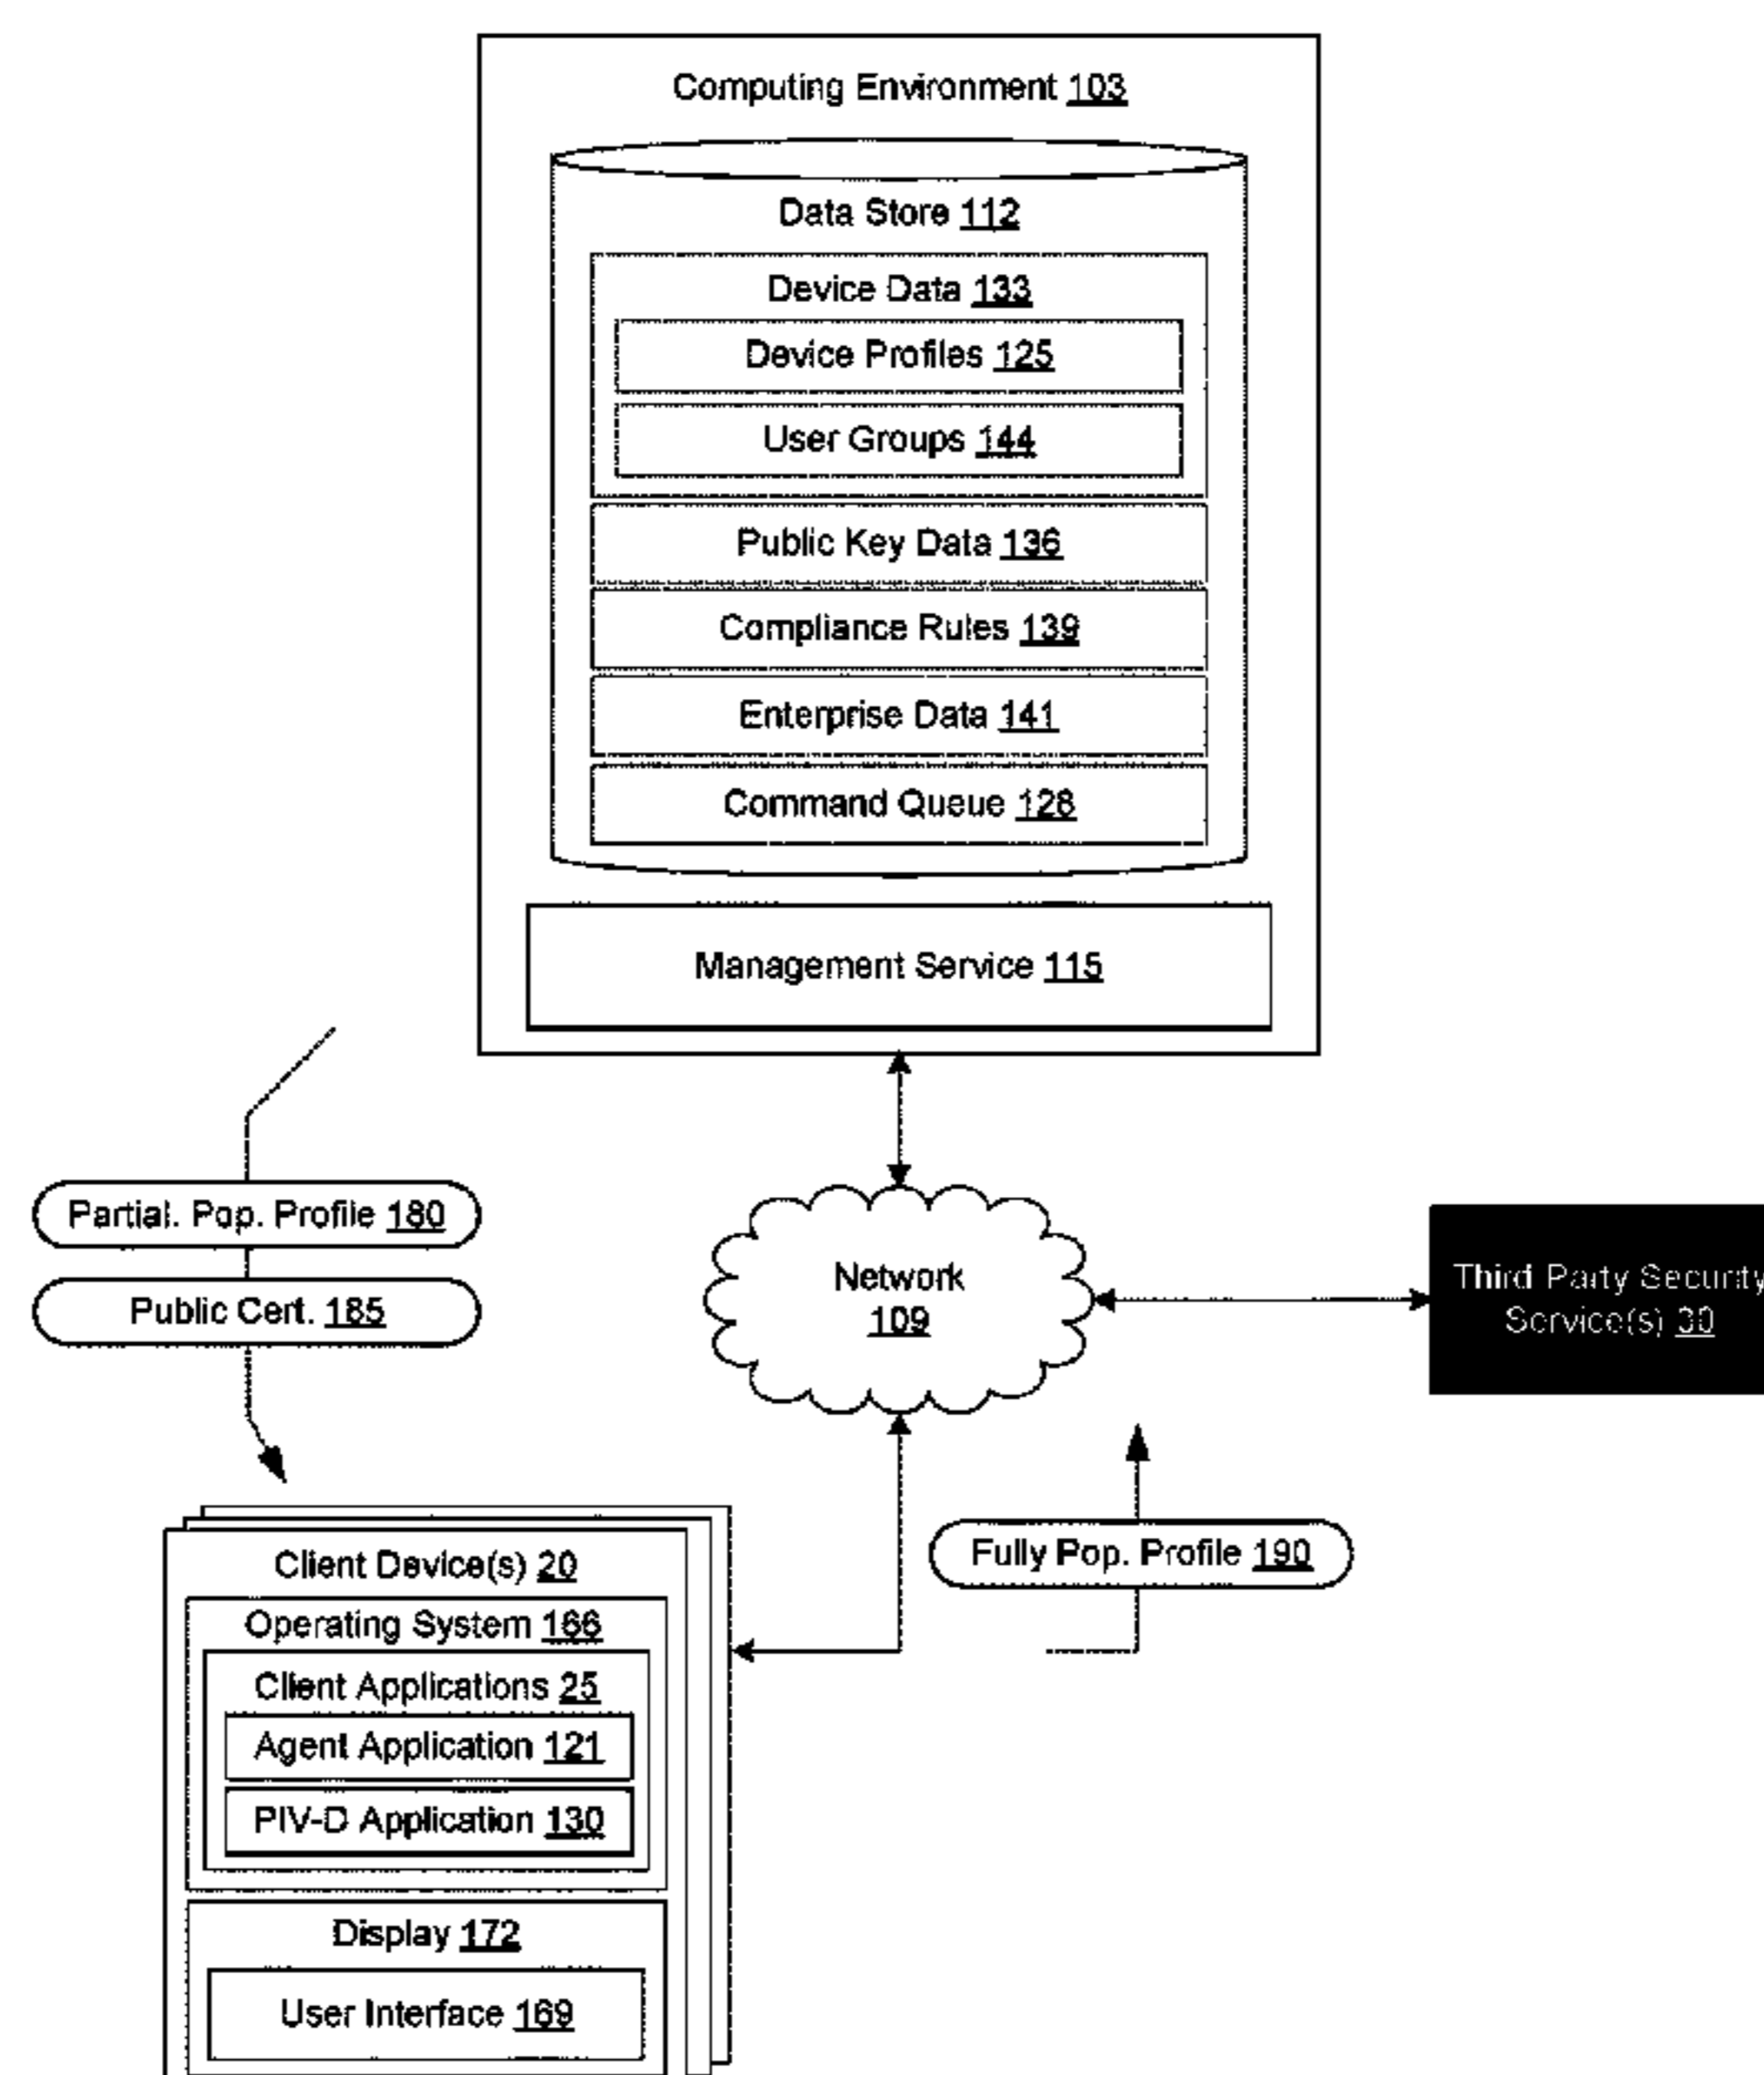 Computing Environment 103
Data Store 112
Device Data 133
Device Profiles 125
User Groups 144
Public Key Data 136
Compliance Rules 139
Enterprise Data 141
Command Queue 128
Management Service 115
Partial. Pop. Profile 180
Public Cert. 185
Network
109
Third Party Security
Service(s) 30
Fully Pop. Profile 190
Client Device(s) 20
Operating System 166
Client Applications 25
Agent Application 121
PIV-D Application 130
Display 172
User Interface 169